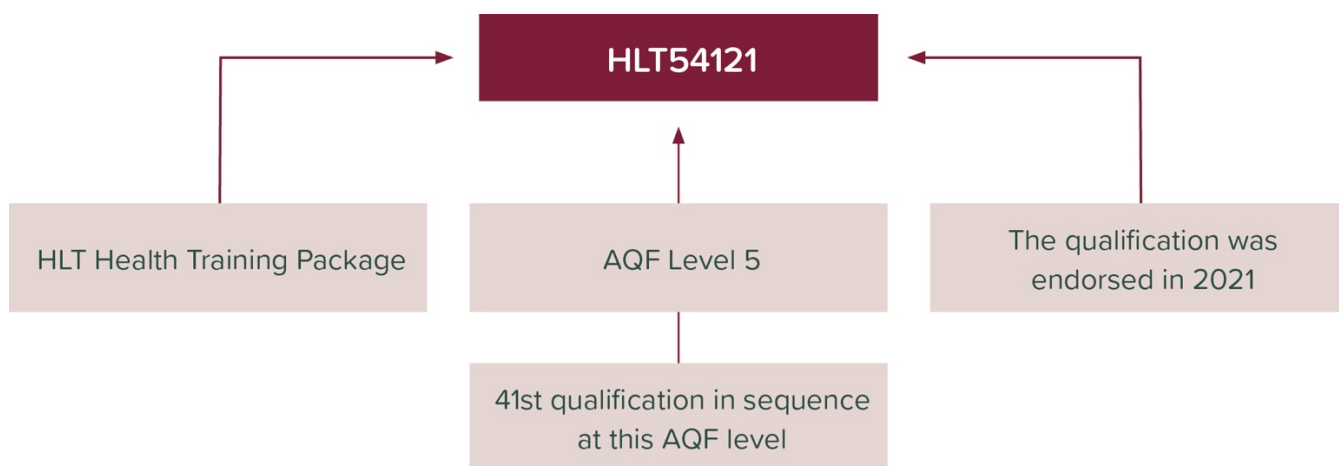 HLT54121
HLT Health Training Package
AQF Level 5
The qualification was
endorsed in 2021
41st qualification in sequence
at this AQF level